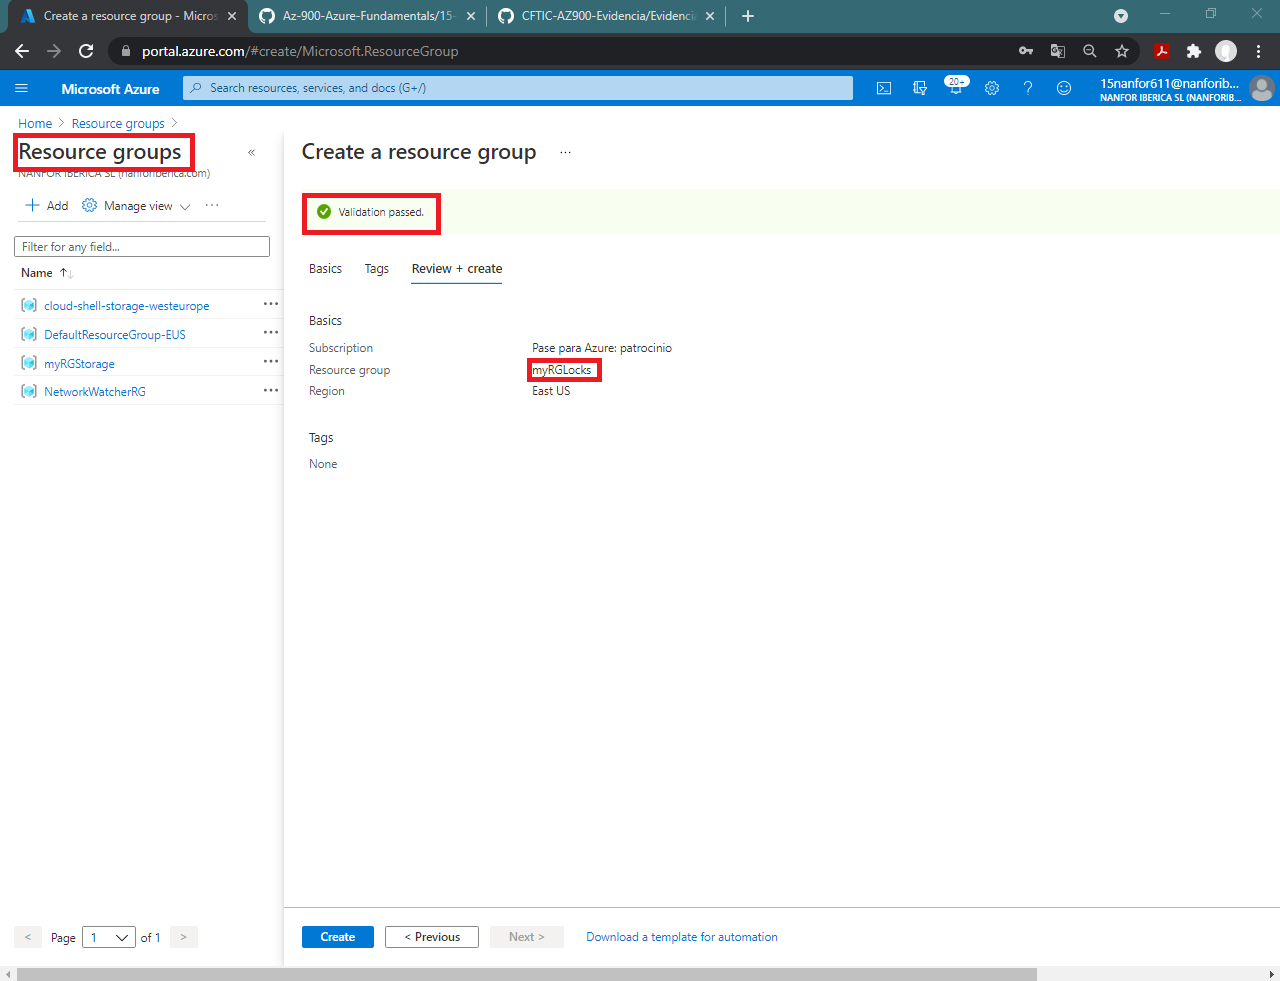 Create a resource group - Micros
Az-900-Azure-Fundamentals/15-
CFTIC-AZ900-Evidencia/Evidencia
portal.azure.com/#create/Microsoft.ResourceGroup
Microsoft Azure
Search resources, services, and docs (G+/)
20+
15nanfor611@nanforib...
NANFOR IBERICA SL (NANFORIB...
Home > Resource groups >
Resource groups «
NANFOR IBERICA SL (nanforiberica.com)
+ Add Manage view ...
Filter for any field...
Name ↑↓
cloud-shell-storage-westeurope ...
DefaultResourceGroup-EUS ...
myRGStorage ...
NetworkWatcherRG ...
< Page 1 of 1 >
Create a resource group ...
Validation passed.
Basics Tags Review + create
Basics
Subscription Pase para Azure: patrocinio
Resource group myRGLocks
Region East US
Tags
None
Create < Previous Next > Download a template for automation